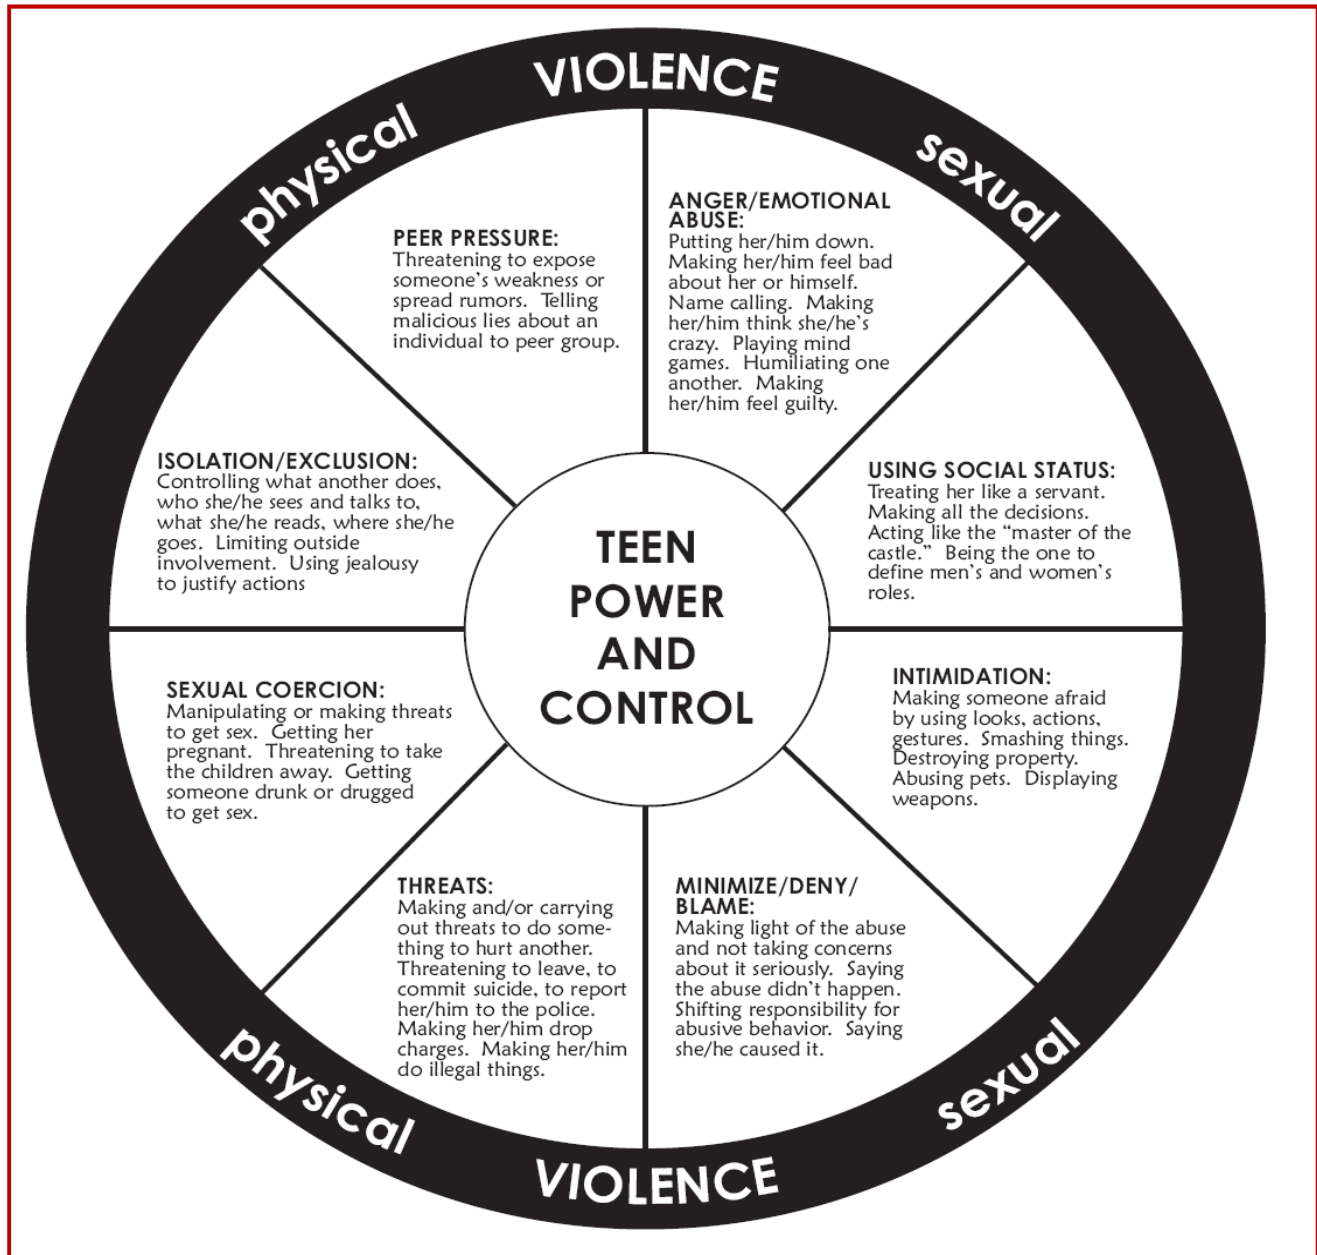 VIOLENCE
physical
sexual
PEER PRESSURE:
Threatening to expose
someone's weakness or
spread rumors.  Telling
malicious lies about an
individual to peer group.
ANGER/EMOTIONAL
ABUSE:
Putting her/him down.
Making her/him feel bad
about her or himself.
Name calling.  Making
her/him think she/he's
crazy.  Playing mind
games.  Humiliating one
another.  Making
her/him feel guilty.
ISOLATION/EXCLUSION:
Controlling what another does,
who she/he sees and talks to,
what she/he reads, where she/he
goes.  Limiting outside
involvement.  Using jealousy
to justify actions
USING SOCIAL STATUS:
Treating her like a servant.
Making all the decisions.
Acting like the “master of the
castle.”  Being the one to
define men's and women's
roles.
TEEN
POWER
AND
CONTROL
SEXUAL COERCION:
Manipulating or making threats
to get sex.  Getting her
pregnant.  Threatening to take
the children away.  Getting
someone drunk or drugged
to get sex.
INTIMIDATION:
Making someone afraid
by using looks, actions,
gestures.  Smashing things.
Destroying property.
Abusing pets.  Displaying
weapons.
THREATS:
Making and/or carrying
out threats to do some-
thing to hurt another.
Threatening to leave, to
commit suicide, to report
her/him to the police.
Making her/him drop
charges.  Making her/him
do illegal things.
MINIMIZE/DENY/
BLAME:
Making light of the abuse
and not taking concerns
about it seriously.  Saying
the abuse didn't happen.
Shifting responsibility for
abusive behavior.  Saying
she/he caused it.
physical
sexual
VIOLENCE